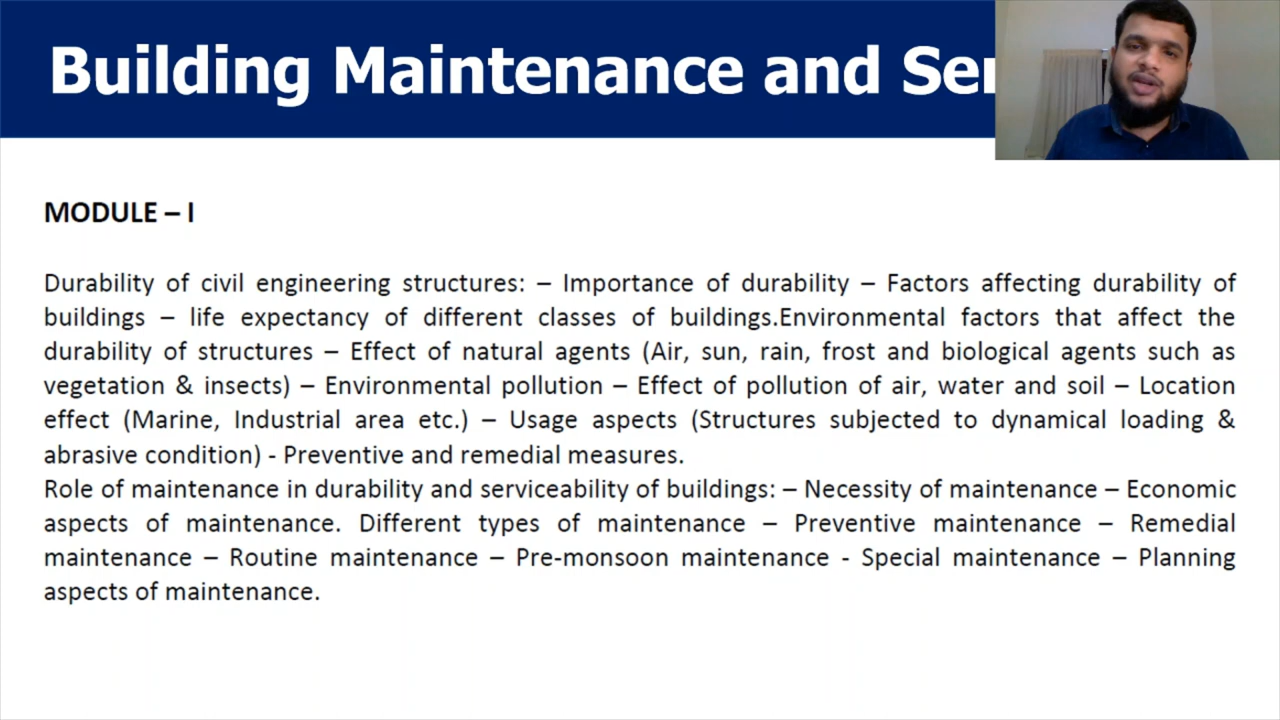 Building Maintenance and
MODULE – I
Durability of civil engineering structures: – Importance of durability – Factors affecting durability of
buildings – life expectancy of different classes of buildings.Environmental factors that affect the
durability of structures – Effect of natural agents (Air, sun, rain, frost and biological agents such as
vegetation & insects) – Environmental pollution – Effect of pollution of air, water and soil – Location
effect (Marine, Industrial area etc.) – Usage aspects (Structures subjected to dynamical loading &
abrasive condition) - Preventive and remedial measures.
Role of maintenance in durability and serviceability of buildings: – Necessity of maintenance – Economic
aspects of maintenance. Different types of maintenance – Preventive maintenance – Remedial
maintenance – Routine maintenance – Pre-monsoon maintenance - Special maintenance – Planning
aspects of maintenance.